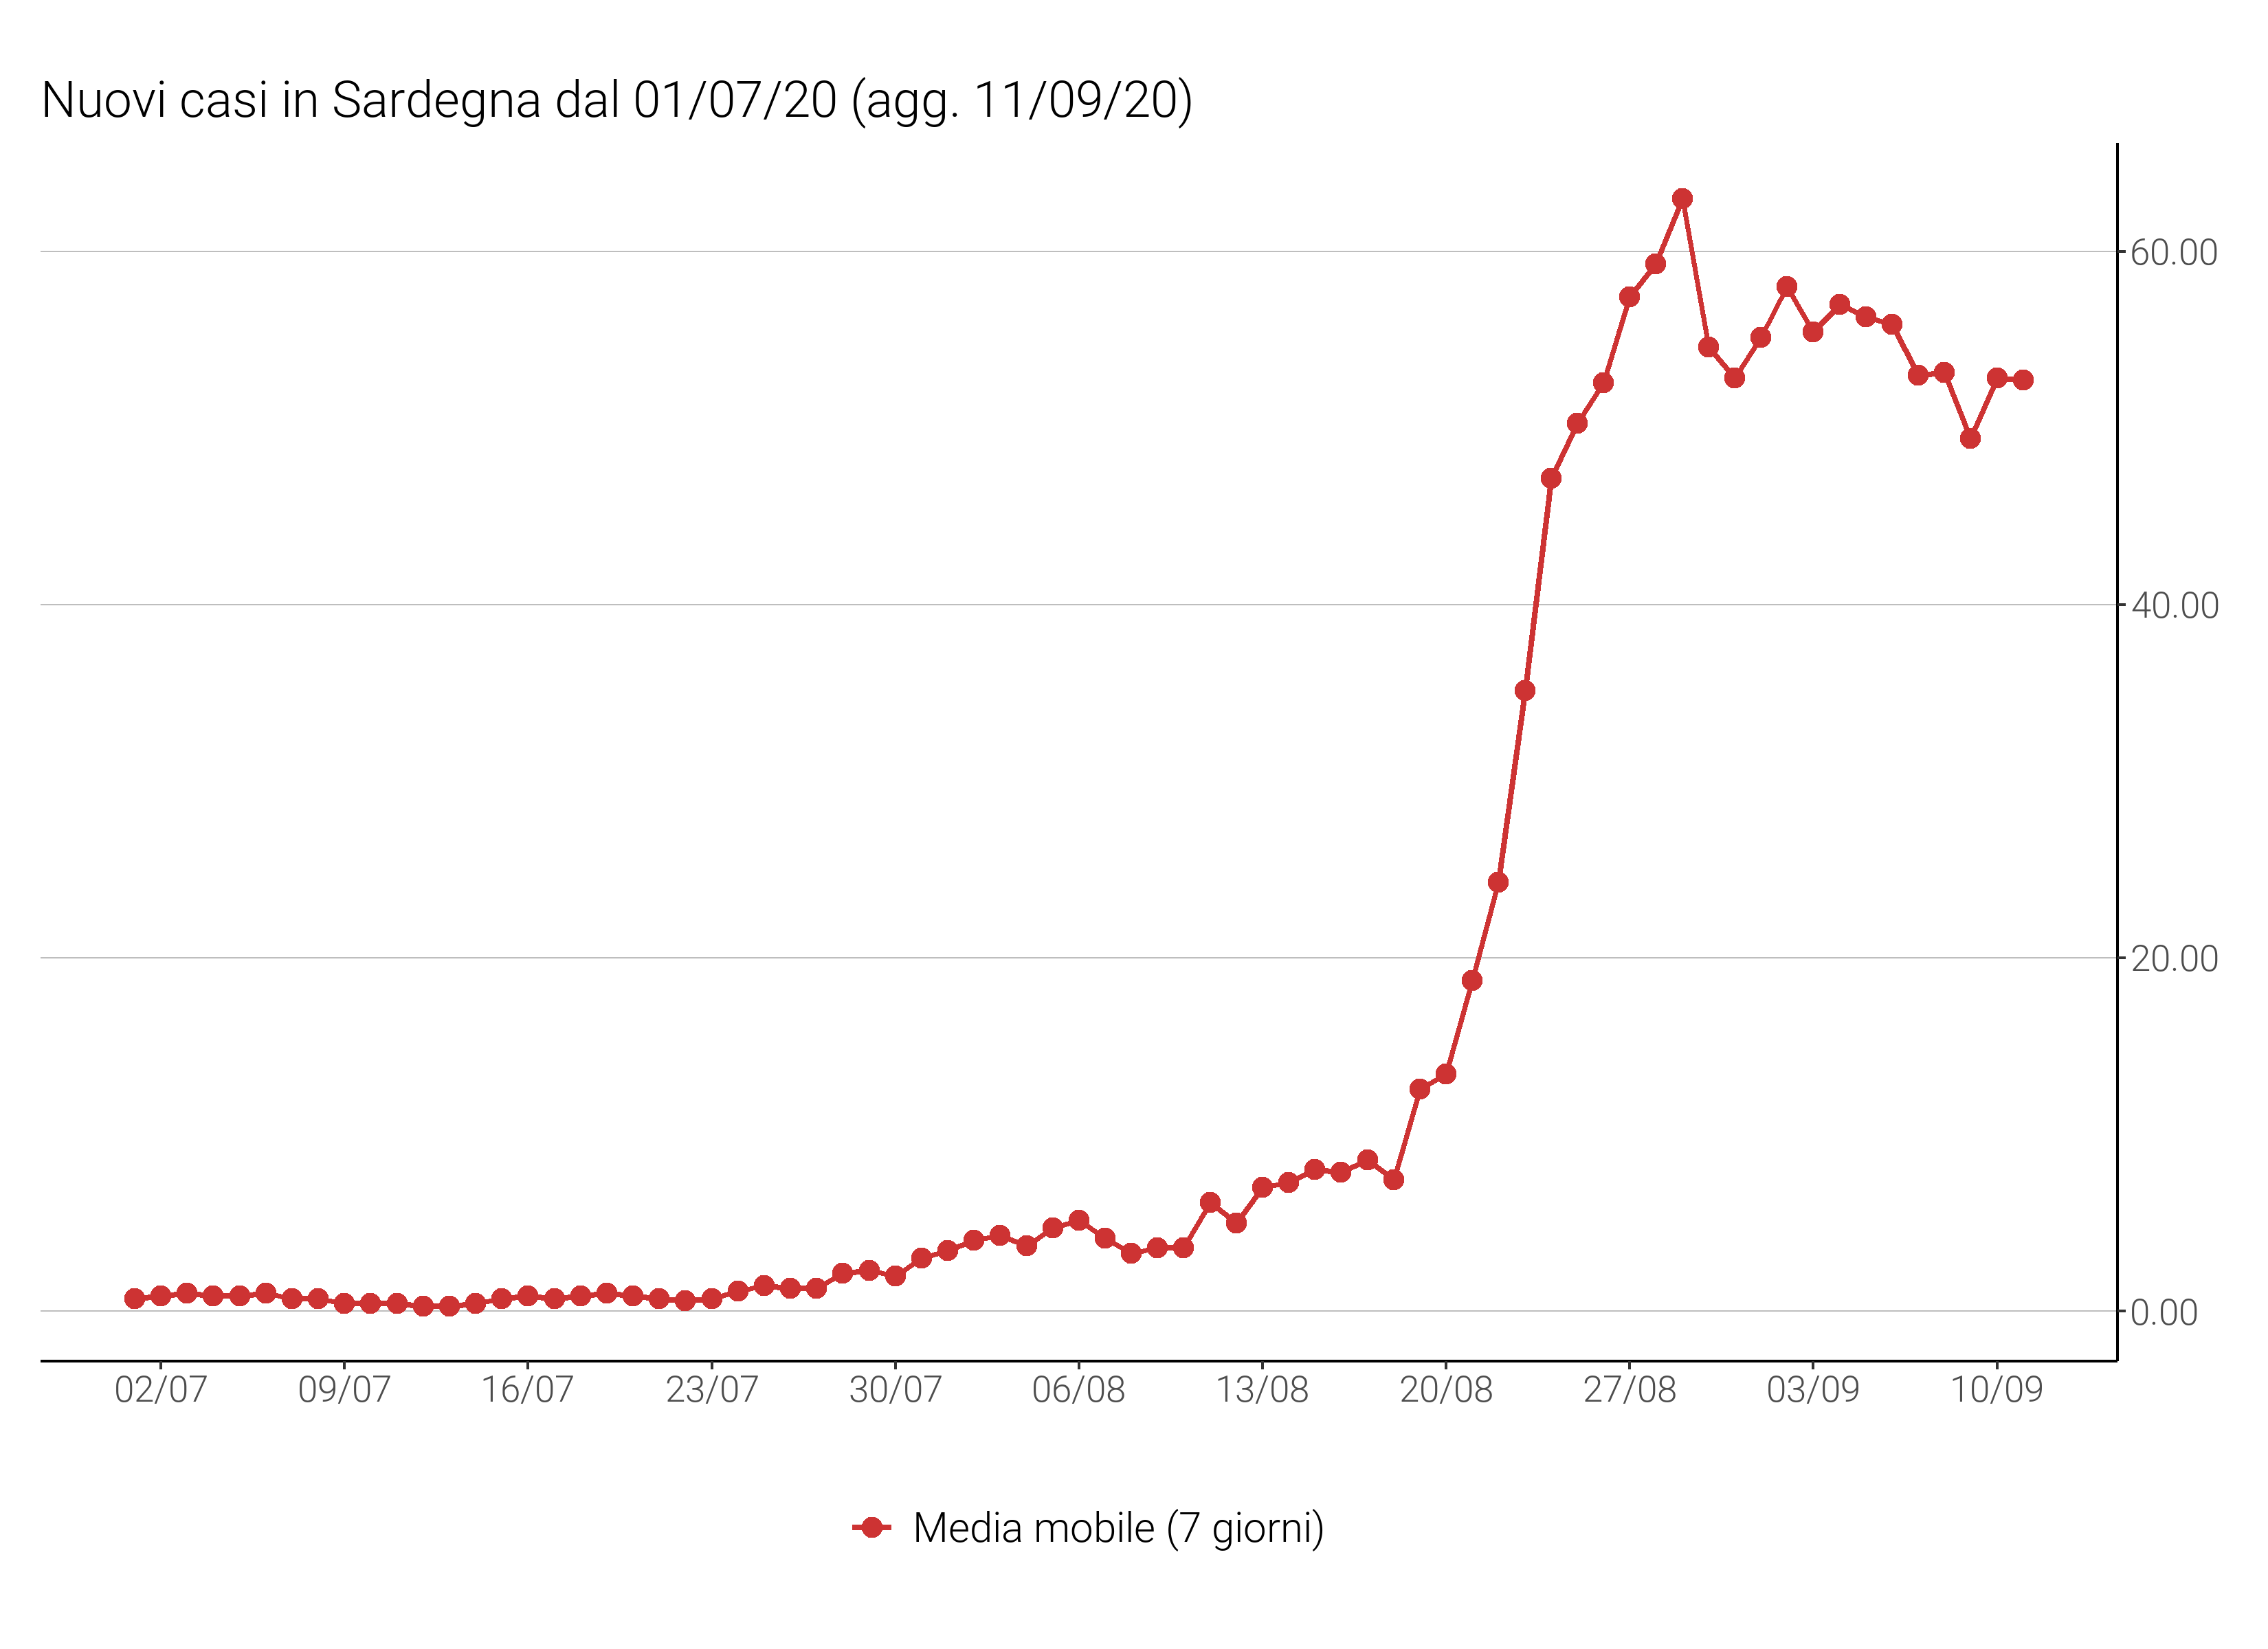 Nuovi casi in Sardegna dal 01/07/20 (agg. 11/09/20)
60.00
40.00
20.00
0.00
02/07 09/07 16/07 23/07 30/07 06/08 13/08 20/08 27/08 03/09 10/09
Media mobile (7 giorni)